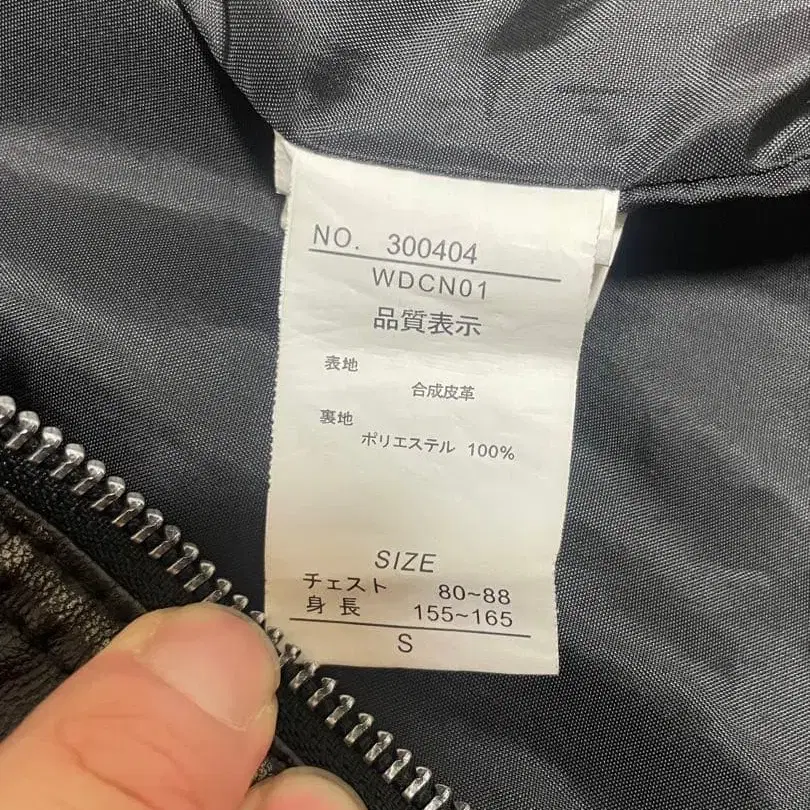 NO. 300404
WDCN01
品質表示
表地
合成皮革
裏地
ポリエステル 100%
SIZE
チェスト 80~88
身長 155~165
S